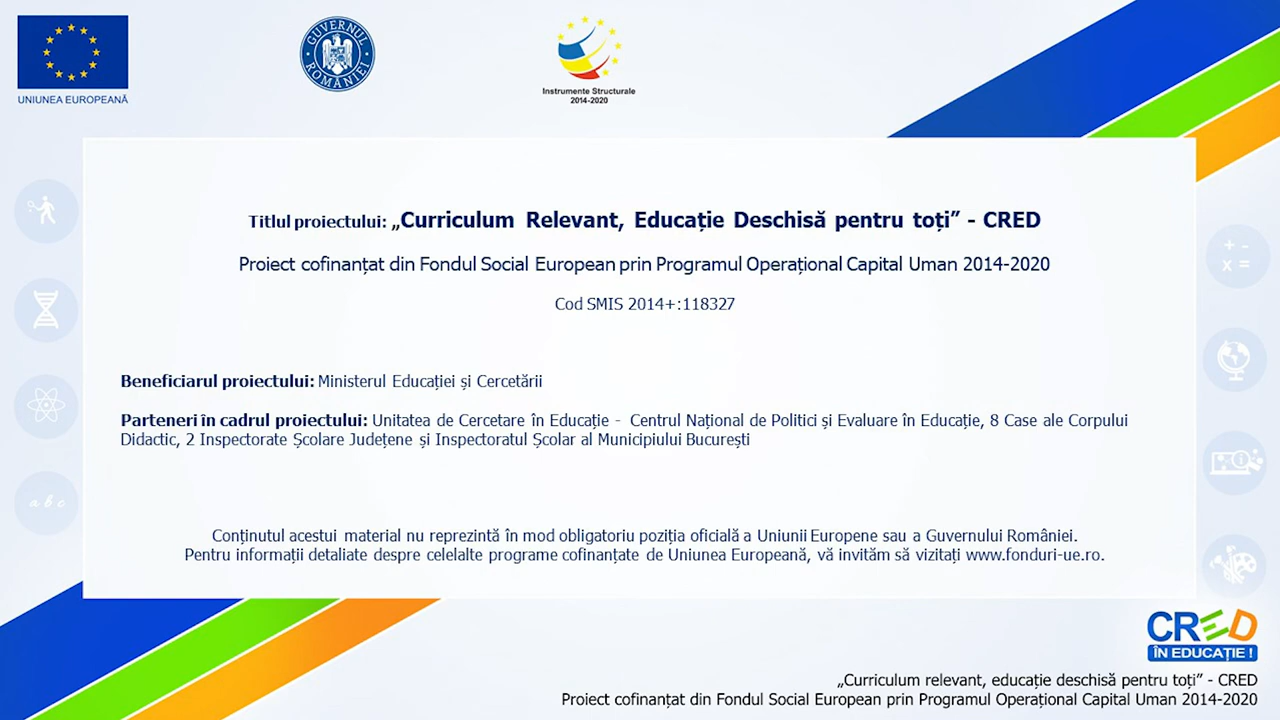 UNIUNEA EUROPEANĂ
GUVERNUL ROMÂNIEI
Instrumente Structurale
2014-2020
Titlul proiectului: „Curriculum Relevant, Educație Deschisă pentru toți” - CRED
Proiect cofinanțat din Fondul Social European prin Programul Operațional Capital Uman 2014-2020
Cod SMIS 2014+:118327
Beneficiarul proiectului: Ministerul Educației și Cercetării
Parteneri în cadrul proiectului: Unitatea de Cercetare în Educație - Centrul Național de Politici și Evaluare în Educație, 8 Case ale Corpului
Didactic, 2 Inspectorate Școlare Județene și Inspectoratul Școlar al Municipiului București
Conținutul acestui material nu reprezintă în mod obligatoriu poziția oficială a Uniunii Europene sau a Guvernului României.
Pentru informații detaliate despre celelalte programe cofinanțate de Uniunea Europeană, vă invităm să vizitați www.fonduri-ue.ro.
+ -
x =
a b c
CRED
ÎN EDUCAȚIE !
„Curriculum relevant, educație deschisă pentru toți” - CRED
Proiect cofinanțat din Fondul Social European prin Programul Operațional Capital Uman 2014-2020